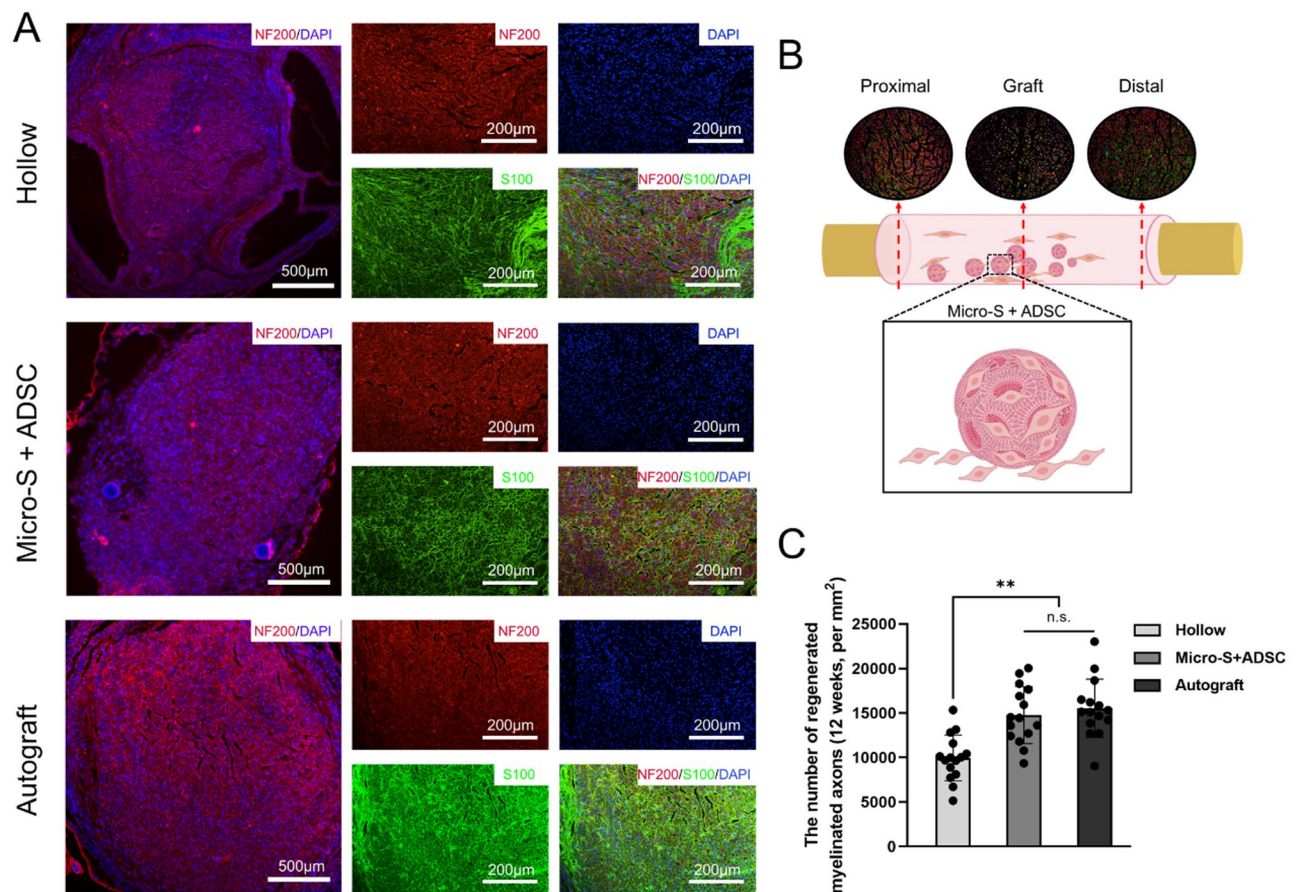 A
Hollow
NF200/DAPI
500μm
NF200
200μm
DAPI
200μm
S100
200μm
NF200/S100/DAPI
200μm
Micro-S + ADSC
NF200/DAPI
500μm
NF200
200μm
DAPI
200μm
S100
200μm
NF200/S100/DAPI
200μm
Autograft
NF200/DAPI
500μm
NF200
200μm
DAPI
200μm
S100
200μm
NF200/S100/DAPI
200μm
B
Proximal
Graft
Distal
Micro-S + ADSC
C
The number of regenerated
myelinated axons (12 weeks, per mm²)
25000
20000
15000
10000
5000
0
**
n.s.
Hollow
Micro-S+ADSC
Autograft